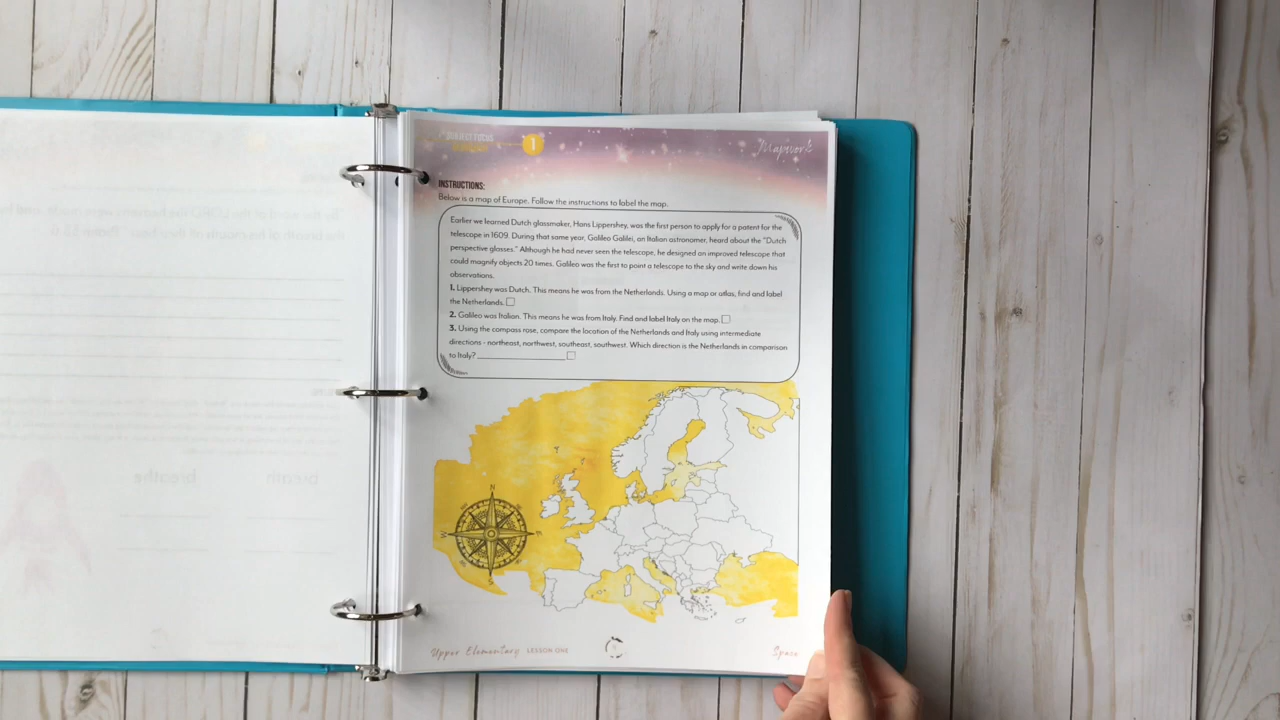 SUBJECT FOCUS
1
Mapwork
INSTRUCTIONS:
Below is a map of Europe. Follow the instructions to label the map.
Earlier we learned Dutch glassmaker, Hans Lippershey, was the first person to apply for a patent for the
telescope in 1609. During that same year, Galileo Galilei, an Italian astronomer, heard about the "Dutch
perspective glasses." Although he had never seen the telescope, he designed an improved telescope that
could magnify objects 20 times. Galileo was the first to point a telescope to the sky and write down his
observations.
1. Lippershey was Dutch. This means he was from the Netherlands. Using a map or atlas, find and label
the Netherlands.
2. Galileo was Italian. This means he was from Italy. Find and label Italy on the map.
3. Using the compass rose, compare the location of the Netherlands and Italy using intermediate
directions - northeast, northwest, southeast, southwest. Which direction is the Netherlands in comparison
to Italy?
N
W
E
S
Upper Elementary LESSON ONE
Space
breath
breathe